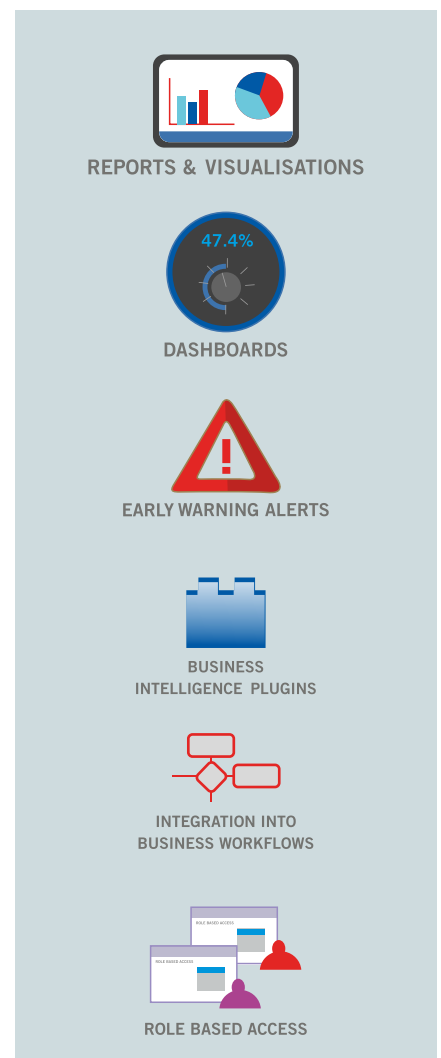 REPORTS & VISUALISATIONS
47.4%
DASHBOARDS
!
EARLY WARNING ALERTS
BUSINESS
INTELLIGENCE PLUGINS
INTEGRATION INTO
BUSINESS WORKFLOWS
ROLE BASED ACCESS
ROLE BASED ACCESS
ROLE BASED ACCESS